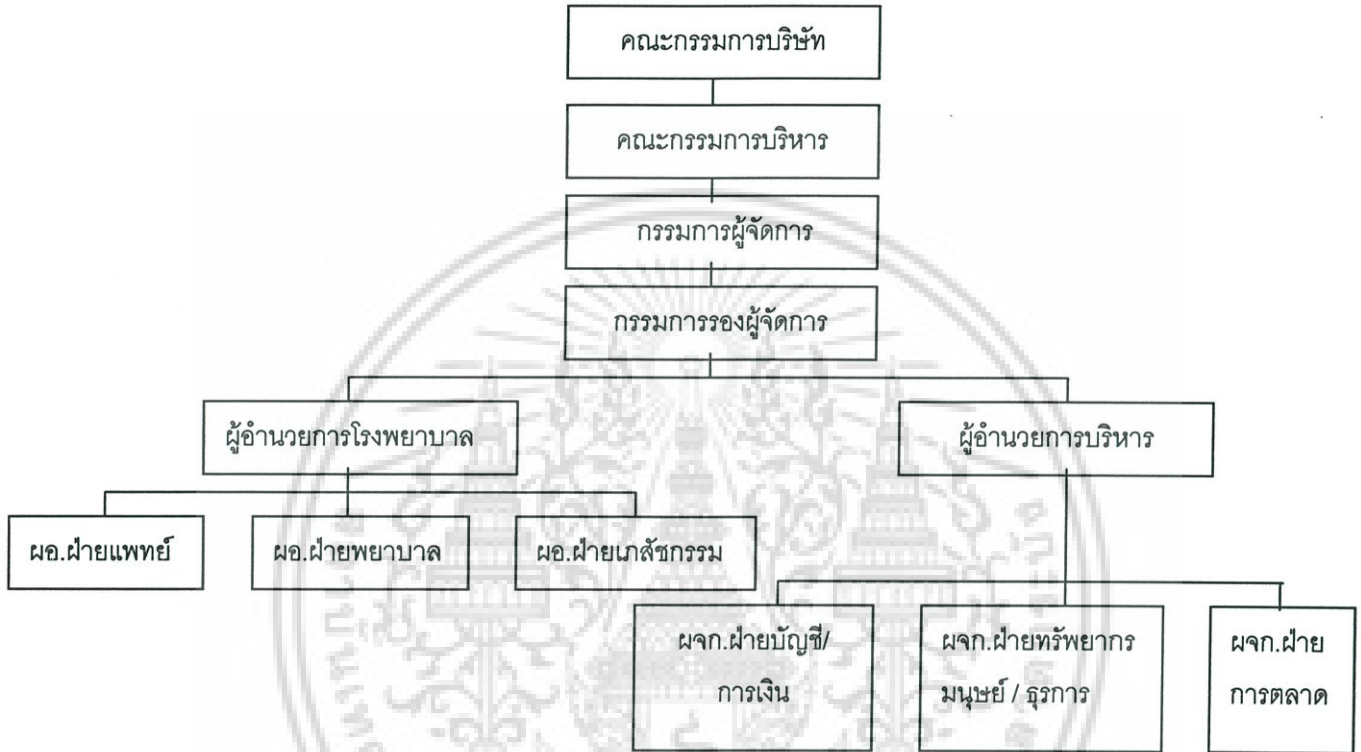 คณะกรรมการบริษัท
คณะกรรมการบริหาร
กรรมการผู้จัดการ
กรรมการรองผู้จัดการ
ผู้อำนวยการโรงพยาบาล
ผู้อำนวยการบริหาร
ผอ.ฝ่ายแพทย์
ผอ.ฝ่ายพยาบาล
ผอ.ฝ่ายเภสัชกรรม
ผจก.ฝ่ายบัญชี/
การเงิน
ผจก.ฝ่ายทรัพยากร
มนุษย์ / ธุรการ
ผจก.ฝ่าย
การตลาด